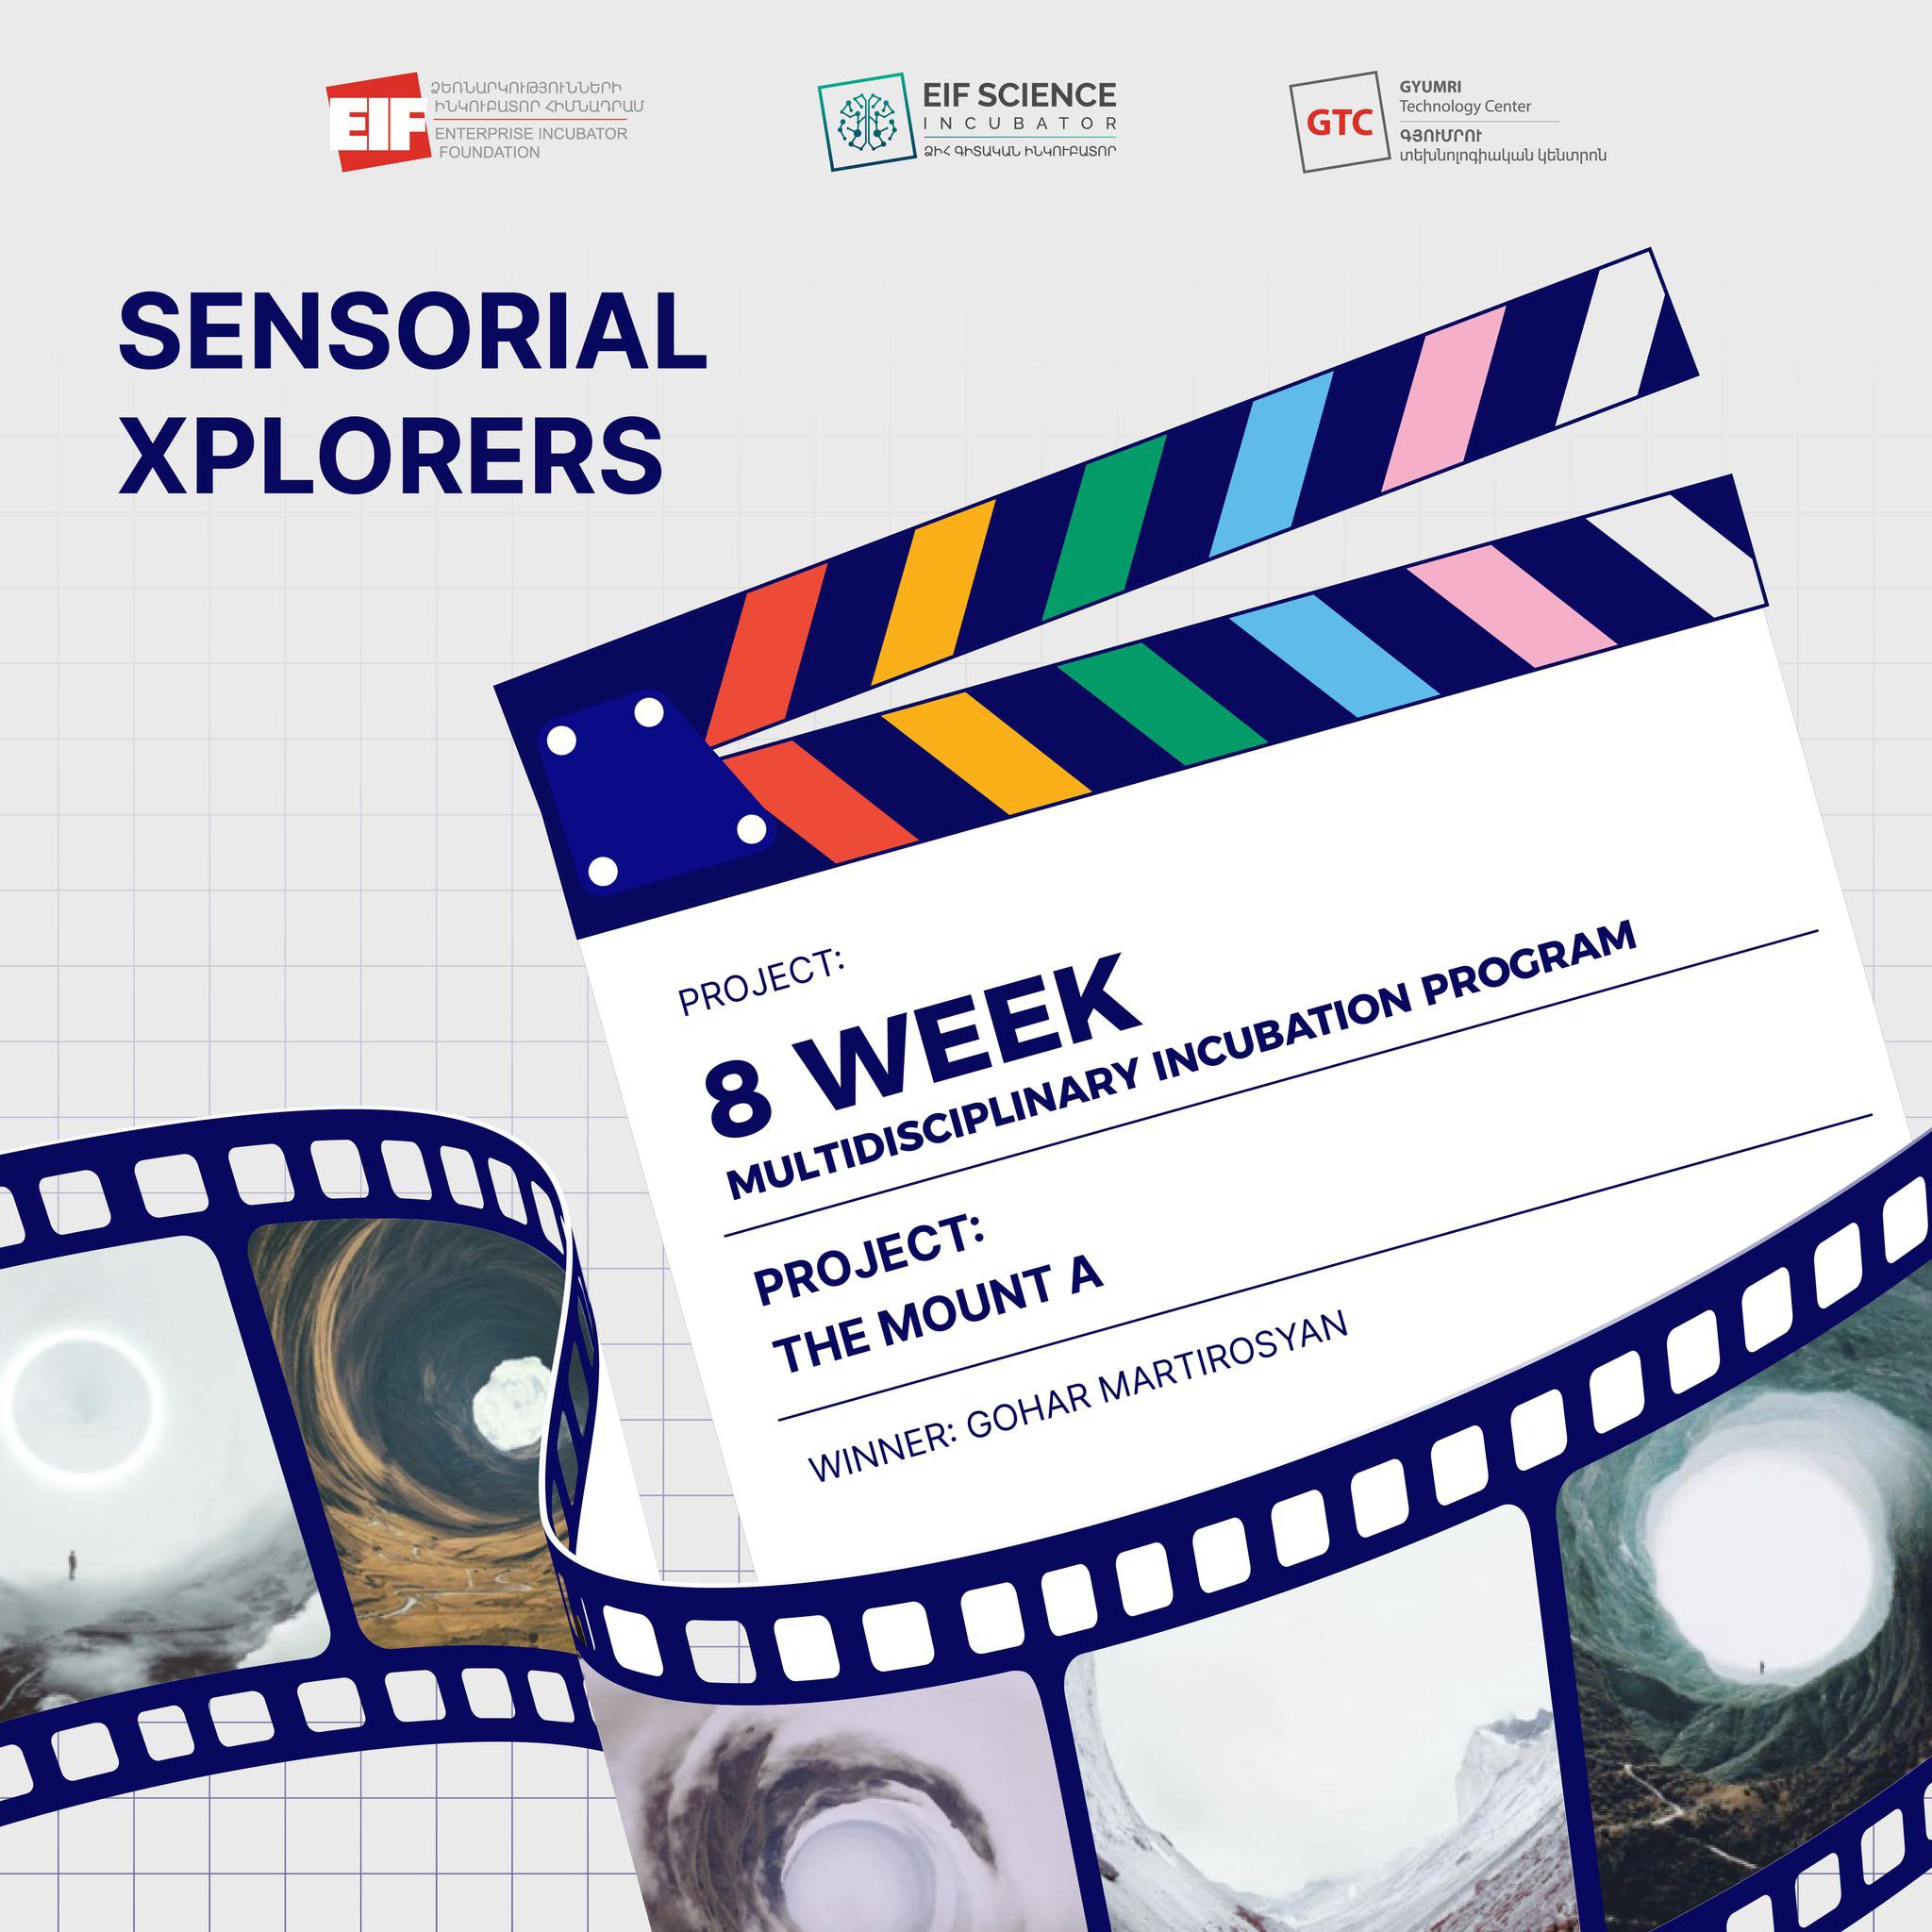 EIF
ՁԵՌՆԱՐԿՈՒԹՅՈՒՆՆԵՐԻ
ԻՆԿՈՒԲԱՏՈՐ ՀԻՄՆԱԴՐԱՄ
ENTERPRISE INCUBATOR
FOUNDATION
EIF SCIENCE
INCUBATOR
ՁԻՀ ԳԻՏԱԿԱՆ ԻՆԿՈՒԲԱՏՈՐ
GTC
GYUMRI
Technology Center
ԳՅՈՒՄՐՈՒ
տեխնոլոգիական կենտրոն
SENSORIAL
XPLORERS
PROJECT:
8 WEEK
MULTIDISCIPLINARY INCUBATION PROGRAM
PROJECT:
THE MOUNT A
WINNER: GOHAR MARTIROSYAN